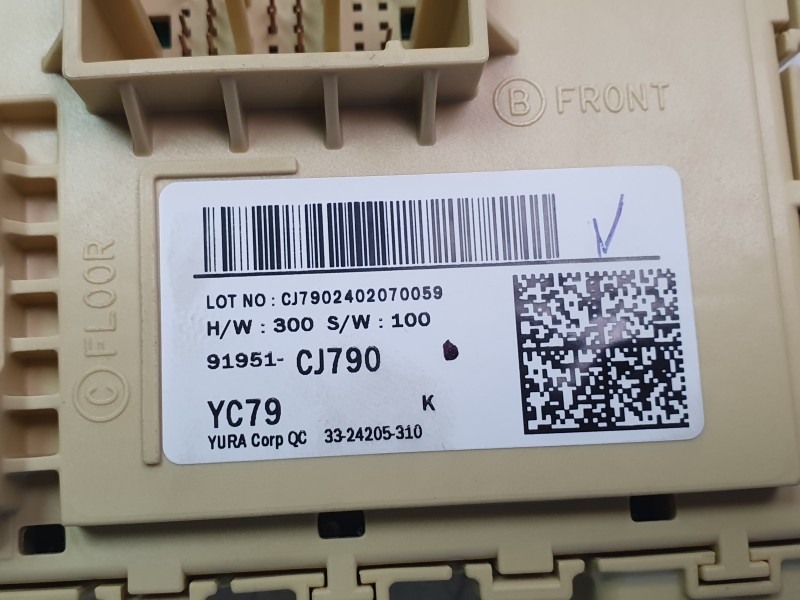 B FRONT
C FLOOR
LOT NO : CJ7902402070059
H/W : 300 S/W : 100
91951- CJ790
YC79 K
YURA Corp QC 33-24205-310